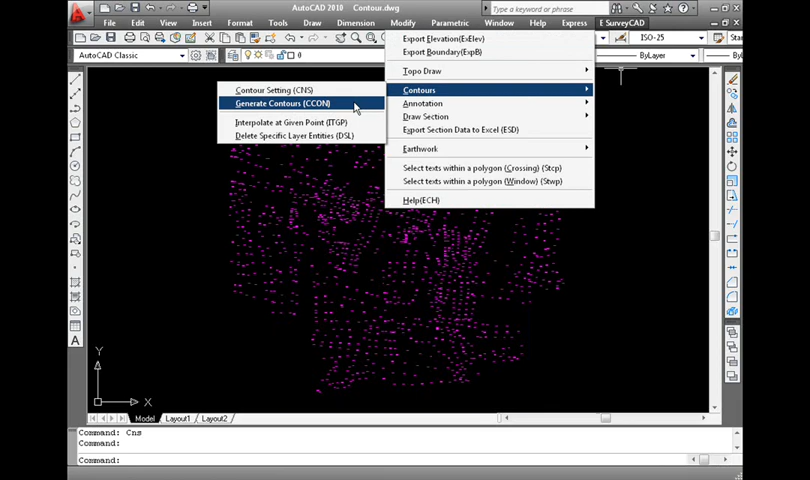 AutoCAD 2010 Contour.dwg
Type a keyword or phrase
File Edit View Insert Format Tools Draw Dimension Modify Parametric Window Help Express E SurveyCAD
ISO-25
AutoCAD Classic
0
ByLayer
ByLayer
Export Elevation(ExElev)
Export Boundary(ExpB)
Topo Draw
Contours
Annotation
Draw Section
Export Section Data to Excel (ESD)
Earthwork
Select texts within a polygon (Crossing) (Stcp)
Select texts within a polygon (Window) (Stwp)
Help(ECH)
Contour Setting (CNS)
Generate Contours (CCON)
Interpolate at Given Point (ITGP)
Delete Specific Layer Entities (DSL)
A
Y
X
Model Layout1 Layout2
Command: Cns
Command:
Command: